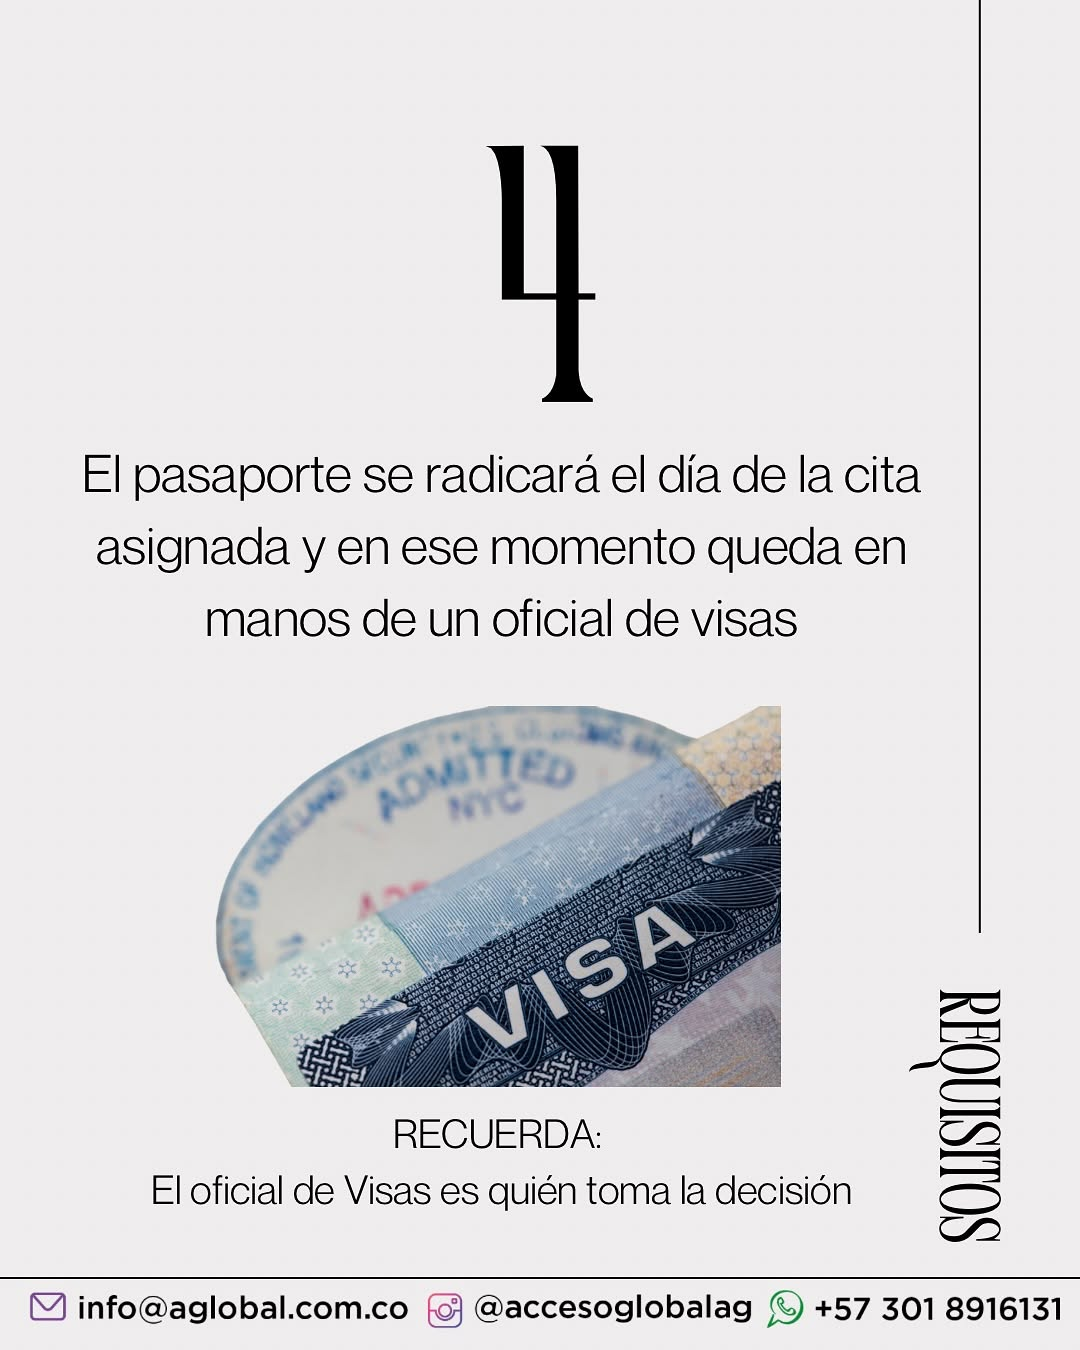 4
El pasaporte se radicará el día de la cita
asignada y en ese momento queda en
manos de un oficial de visas
ADMITTED
NYC
VISA
RECUERDA:
El oficial de Visas es quién toma la decisión
REQUISITOS
info@aglobal.com.co @accesoglobalag +57 301 8916131